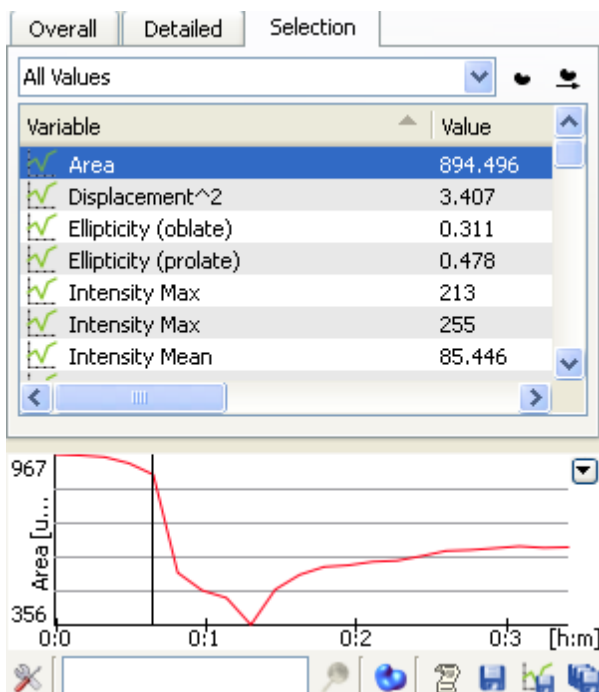 Overall Detailed Selection
All Values
Variable Value
Area 894.496
Displacement^2 3.407
Ellipticity (oblate) 0.311
Ellipticity (prolate) 0.478
Intensity Max 213
Intensity Max 255
Intensity Mean 85.446
967
Area [u...
356
0:0 0:1 0:2 0:3 [h:m]